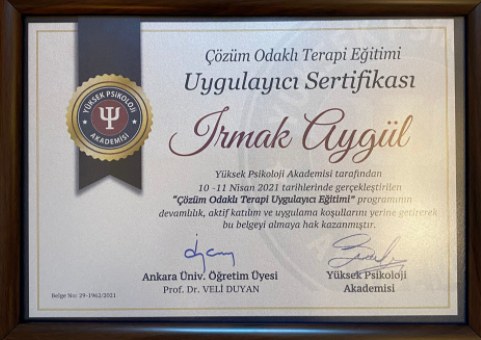 Çözüm Odaklı Terapi Eğitimi
Uygulayıcı Sertifikası
YÜKSEK PSİKOLOJİ
AKADEMİSİ
Irmak Aygül
Yüksek Psikoloji Akademisi tarafından
10 -11 Nisan 2021 tarihlerinde gerçekleştirilen
"Çözüm Odaklı Terapi Uygulayıcı Eğitimi" programının
devamlılık, aktif katılım ve uygulama koşullarını yerine getirerek
bu belgeyi almaya hak kazanmıştır.
Ankara Üniv. Öğretim Üyesi
Prof. Dr. VELİ DUYAN
Yüksek Psikoloji
Akademisi
Belge No: 29-1962/2021